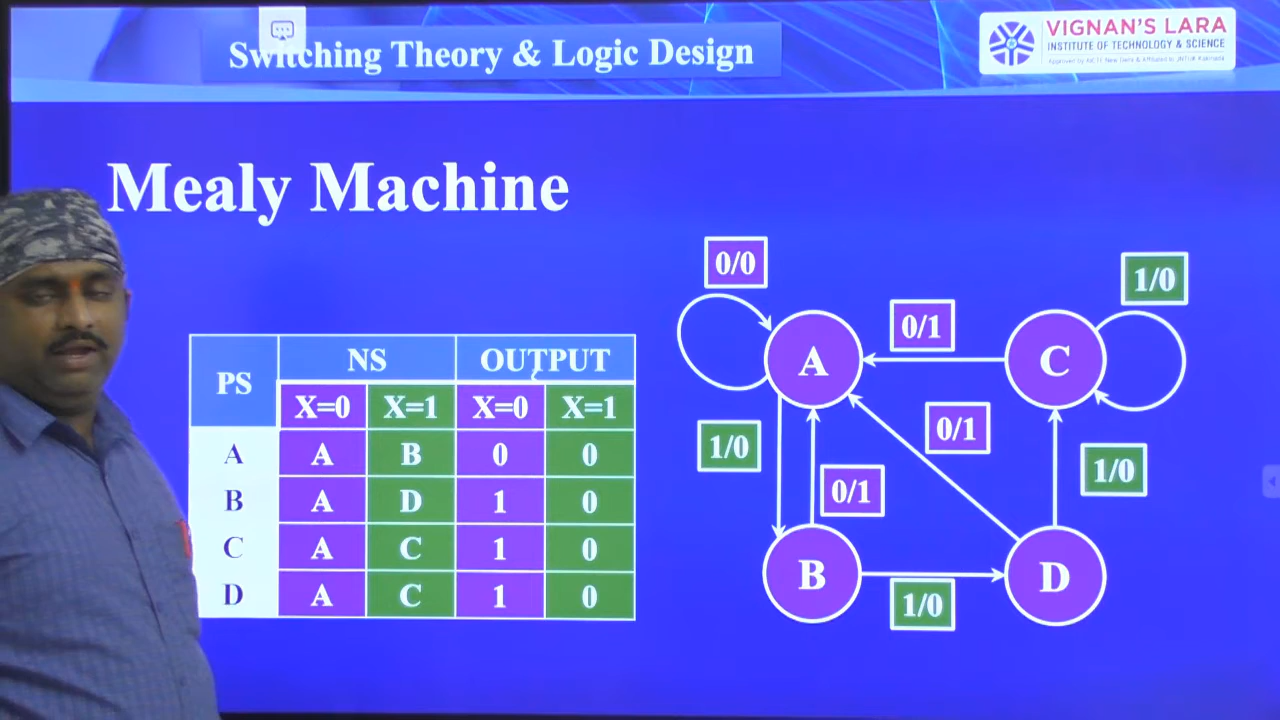 Switching Theory & Logic Design
VIGNAN'S LARA
INSTITUTE OF TECHNOLOGY & SCIENCE
Mealy Machine
PS NS OUTPUT
X=0 X=1 X=0 X=1
A A B 0 0
B A D 1 0
C A C 1 0
D A C 1 0
0/0
1/0
0/1
A
C
1/0
0/1
0/1
1/0
B
D
1/0